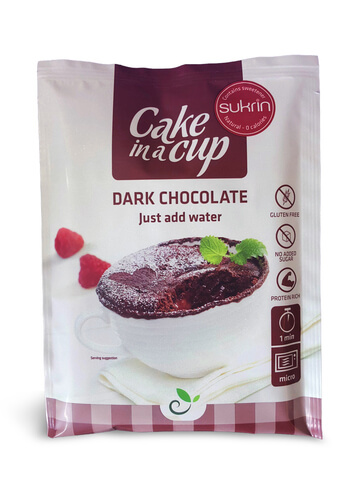 Cake
in a cup
Contains sweetener
sukrin
Natural - 0 calories
DARK CHOCOLATE
Just add water
GLUTEN FREE
NO ADDED
SUGAR
PROTEIN RICH
1 min
micro
Serving suggestion